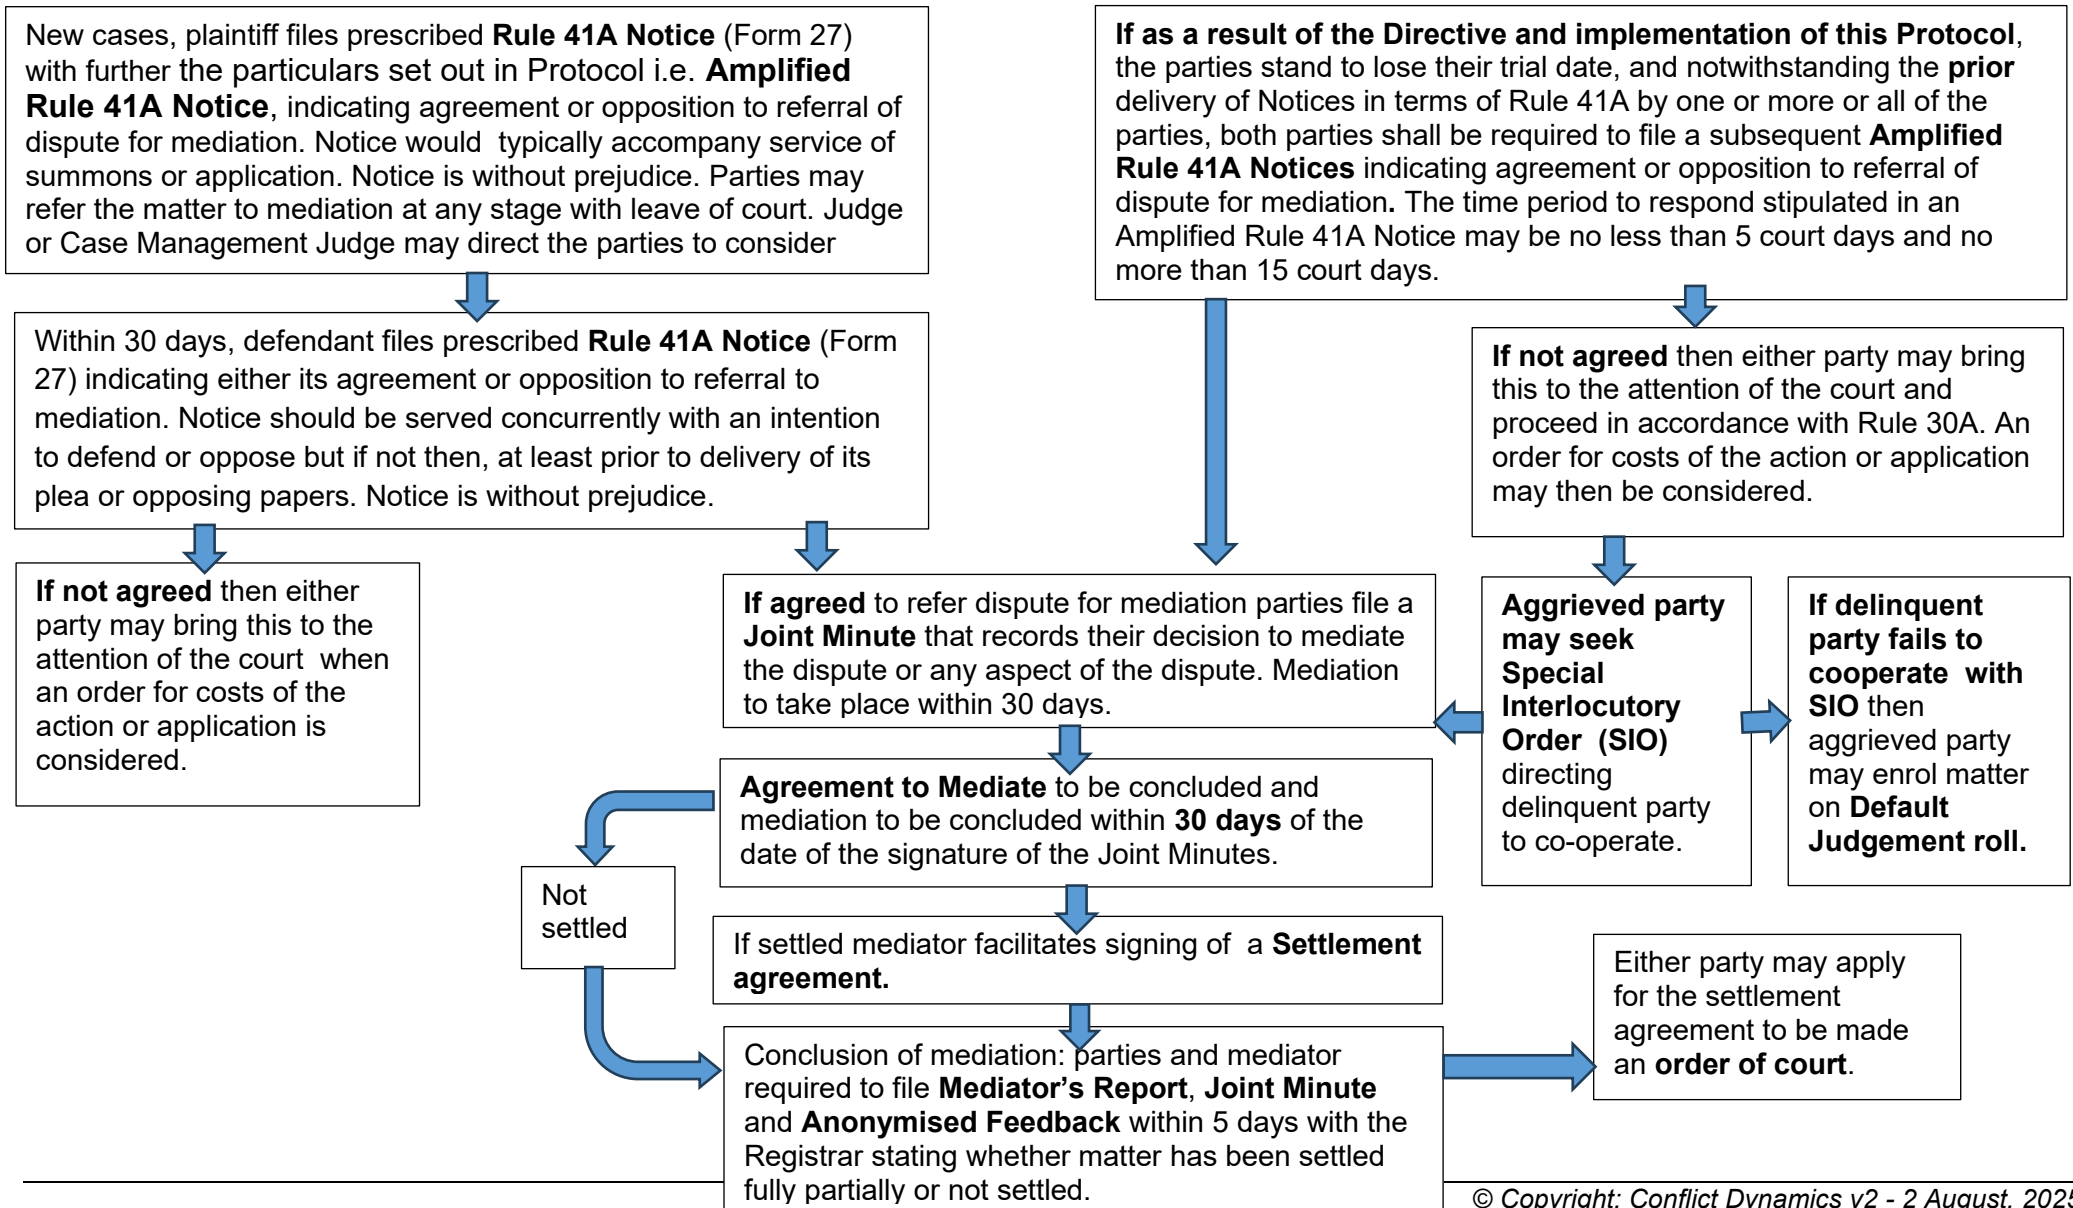 New cases, plaintiff files prescribed Rule 41A Notice (Form 27)
with further the particulars set out in Protocol i.e. Amplified
Rule 41A Notice, indicating agreement or opposition to referral of
dispute for mediation. Notice would typically accompany service of
summons or application. Notice is without prejudice. Parties may
refer the matter to mediation at any stage with leave of court. Judge
or Case Management Judge may direct the parties to consider
If as a result of the Directive and implementation of this Protocol,
the parties stand to lose their trial date, and notwithstanding the prior
delivery of Notices in terms of Rule 41A by one or more or all of the
parties, both parties shall be required to file a subsequent Amplified
Rule 41A Notices indicating agreement or opposition to referral of
dispute for mediation. The time period to respond stipulated in an
Amplified Rule 41A Notice may be no less than 5 court days and no
more than 15 court days.
Within 30 days, defendant files prescribed Rule 41A Notice (Form
27) indicating either its agreement or opposition to referral to
mediation. Notice should be served concurrently with an intention
to defend or oppose but if not then, at least prior to delivery of its
plea or opposing papers. Notice is without prejudice.
If not agreed then either party may bring
this to the attention of the court and
proceed in accordance with Rule 30A. An
order for costs of the action or application
may then be considered.
If not agreed then either
party may bring this to the
attention of the court when
an order for costs of the
action or application is
considered.
If agreed to refer dispute for mediation parties file a
Joint Minute that records their decision to mediate
the dispute or any aspect of the dispute. Mediation
to take place within 30 days.
Aggrieved party
may seek
Special
Interlocutory
Order (SIO)
directing
delinquent party
to co-operate.
If delinquent
party fails to
cooperate with
SIO then
aggrieved party
may enrol matter
on Default
Judgement roll.
Agreement to Mediate to be concluded and
mediation to be concluded within 30 days of the
date of the signature of the Joint Minutes.
Not
settled
If settled mediator facilitates signing of a Settlement
agreement.
Either party may apply
for the settlement
agreement to be made
an order of court.
Conclusion of mediation: parties and mediator
required to file Mediator's Report, Joint Minute
and Anonymised Feedback within 5 days with the
Registrar stating whether matter has been settled
fully partially or not settled.
© Copyright: Conflict Dynamics v2 - 2 August, 2025